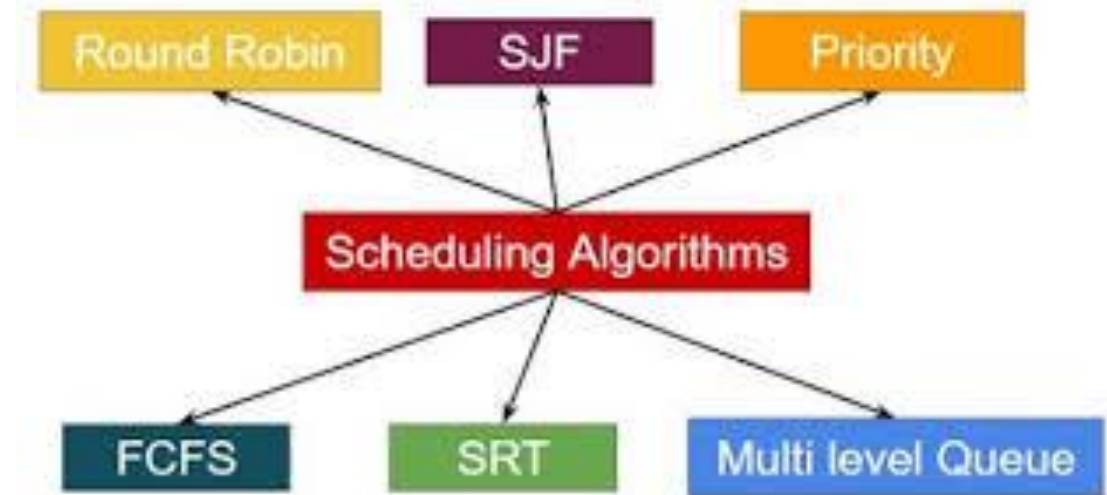 Round Robin
SJF
Priority
Scheduling Algorithms
FCFS
SRT
Multi level Queue